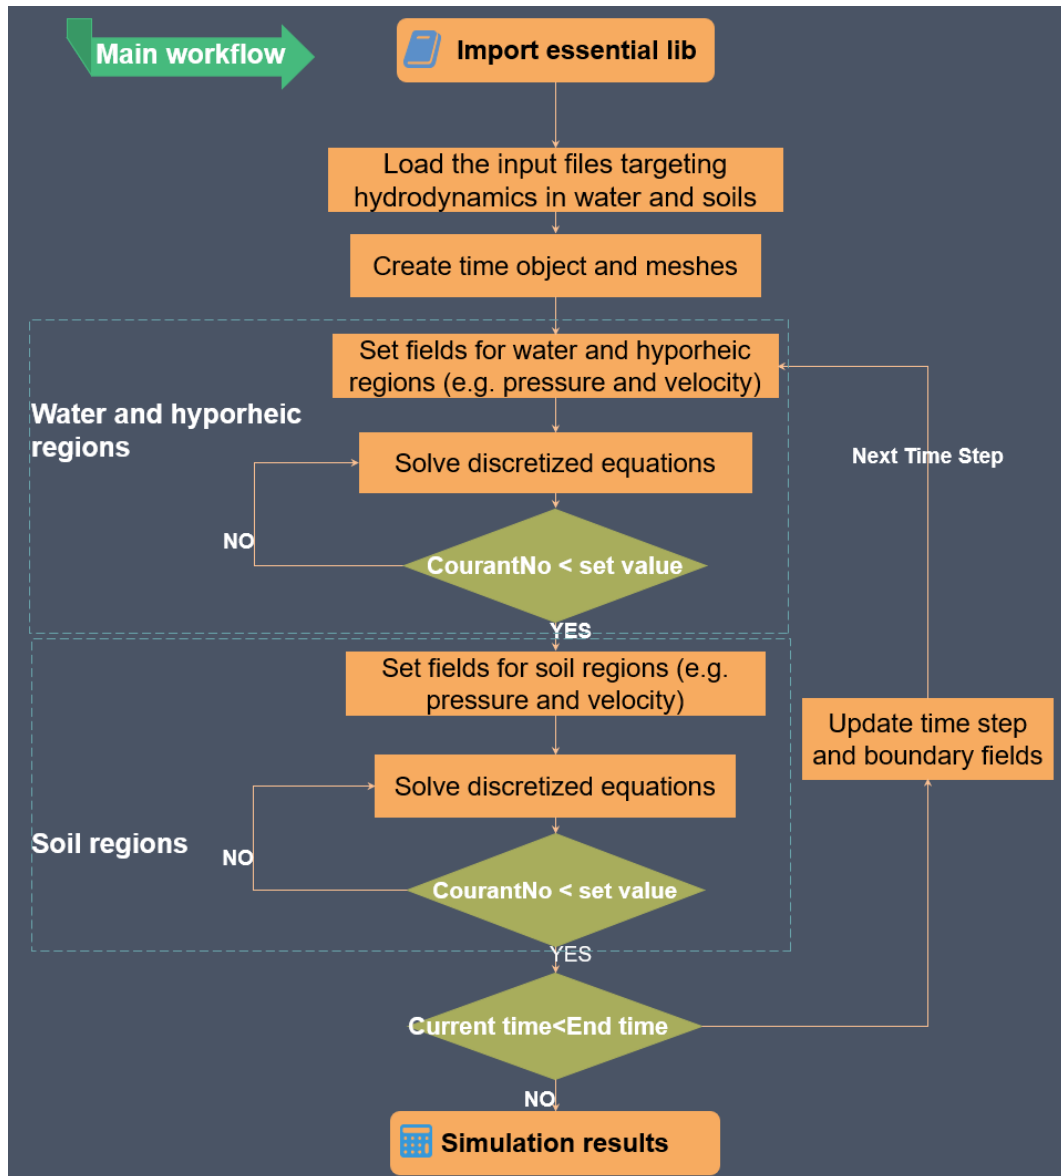 Main workflow
Import essential lib
Load the input files targeting
hydrodynamics in water and soils
Create time object and meshes
Set fields for water and hyporheic
regions (e.g. pressure and velocity)
Water and hyporheic
regions
Solve discretized equations
Next Time Step
NO
CourantNo < set value
YES
Set fields for soil regions (e.g.
pressure and velocity)
Update time step
and boundary fields
Solve discretized equations
Soil regions
NO
CourantNo < set value
YES
Current time<End time
NO
Simulation results